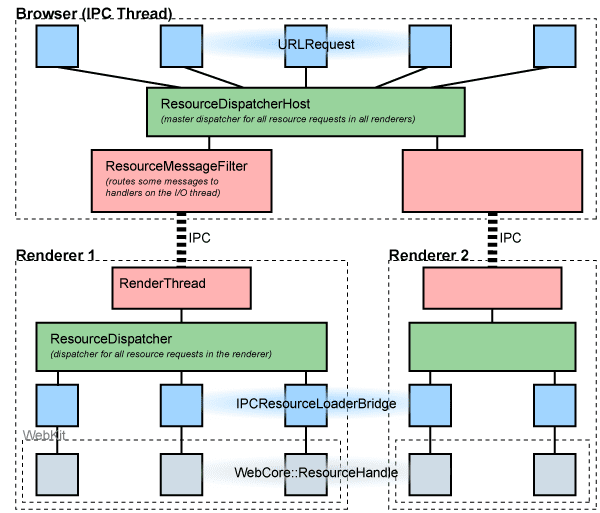 Browser (IPC Thread)
URLRequest
ResourceDispatcherHost
(master dispatcher for all resource requests in all renderers)
ResourceMessageFilter
(routes some messages to
handlers on the I/O thread)
IPC
IPC
Renderer 1
Renderer 2
RenderThread
ResourceDispatcher
(dispatcher for all resource requests in the renderer)
IPCResourceLoaderBridge
WebKit
WebCore::ResourceHandle